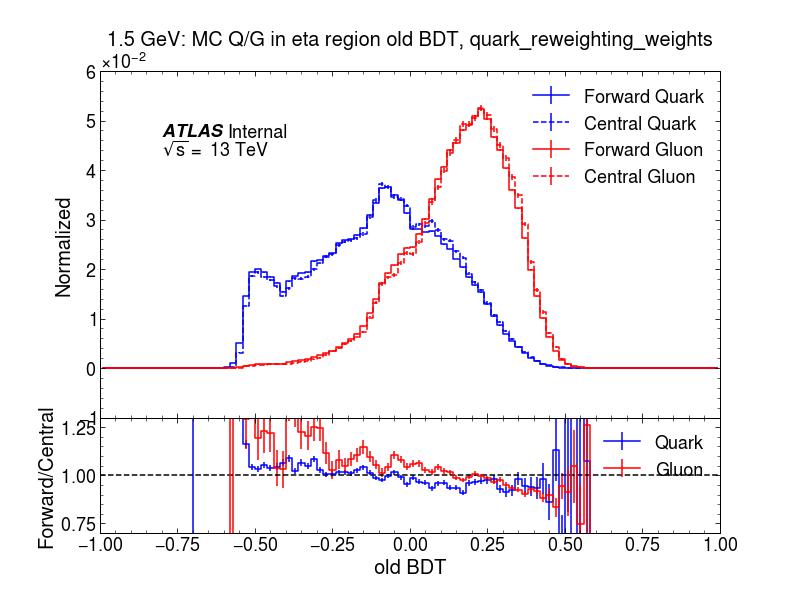 1.5 GeV: MC Q/G in eta region old BDT, quark_reweighting_weights
×10⁻²
6
5
4
3
2
1
0
−1
Normalized
ATLAS Internal
√s = 13 TeV
Forward Quark
Central Quark
Forward Gluon
Central Gluon
1.25
1.00
0.75
Forward/Central
Quark
Gluon
−1.00 −0.75 −0.50 −0.25 0.00 0.25 0.50 0.75 1.00
old BDT